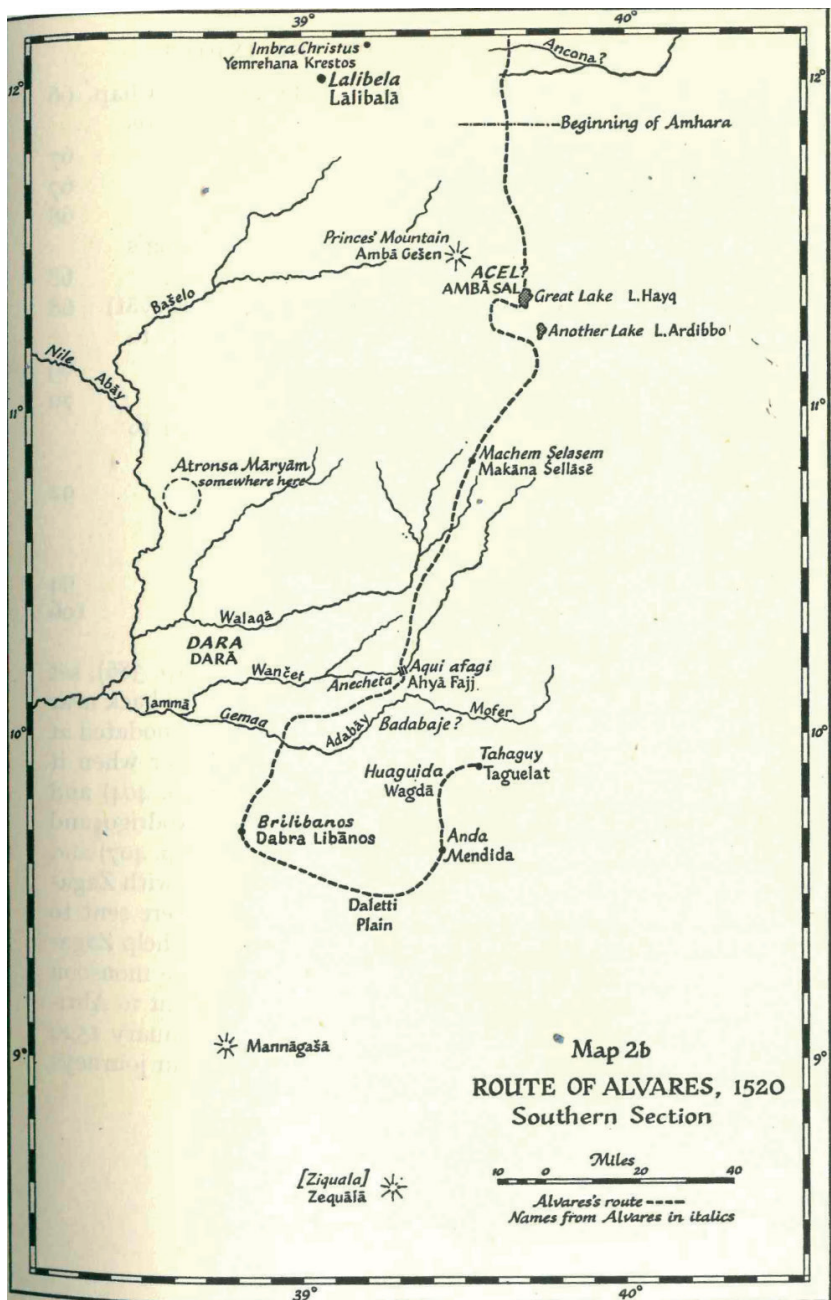 39°
40°
Imbra Christus
Yemrehana Krestos
Lalibela
Lālibalā
Ancona?
12°
12°
Beginning of Amhara
Princes' Mountain
Ambā Gešen
ACEL?
AMBĀSAL
Great Lake L.Hayq
Another Lake L.Ardibbo
Bašelo
Nile
Abāy
11°
11°
Machem Selasem
Makāna Šellāsē
Atronsa Māryām
somewhere here
Walaqā
DARA
DARĀ
Wančet
Anecheta
Aqui afagi
Ahyā Fajj
Jammā
Gemaa
Adabāy
Badabaje?
Mofer
10°
10°
Tahaguy
Taguelat
Huaguida
Wagdā
Brilibanos
Dabra Libānos
Anda
Mendida
Daletti
Plain
9°
9°
Mannāgašā
Map 2b
ROUTE OF ALVARES, 1520
Southern Section
[Ziquala]
Zequālā
Miles
10 0 10 20 40
Alvares's route
Names from Alvares in italics
39°
40°